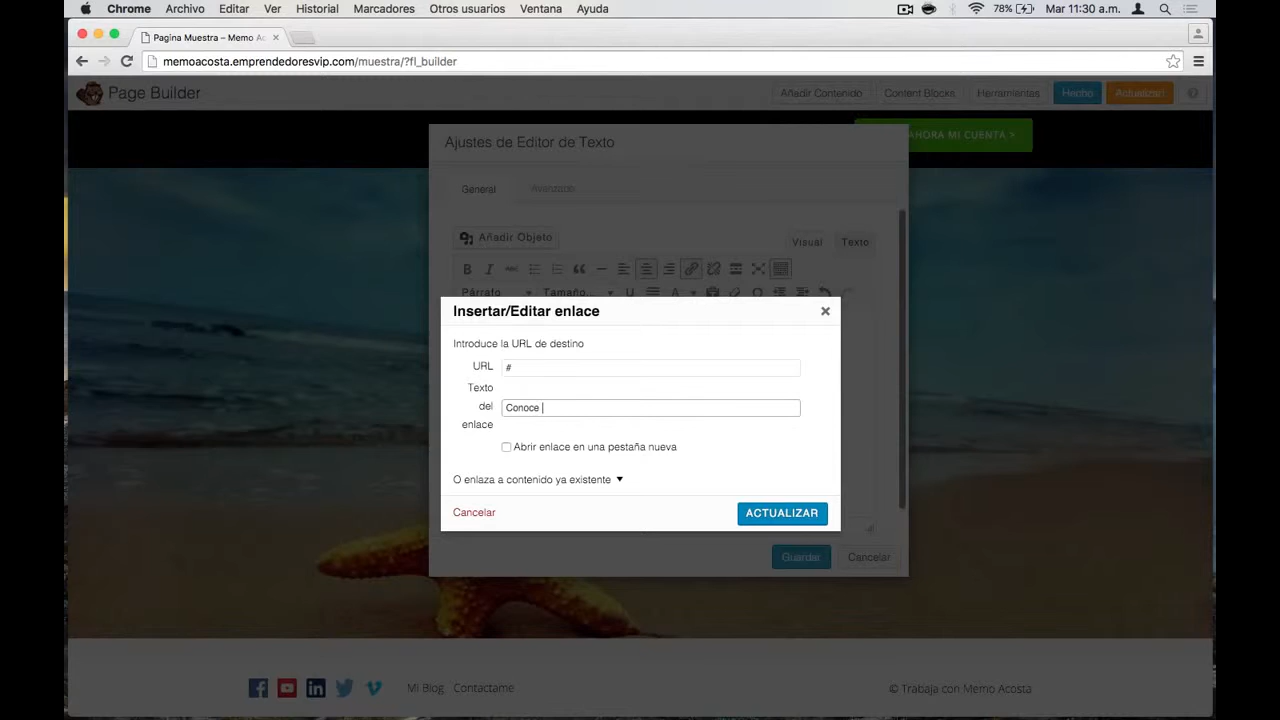 Chrome Archivo Editar Ver Historial Marcadores Otros usuarios Ventana Ayuda 78% Mar 11:30 a.m.
Pagina Muestra – Memo Ac
memoacosta.emprendedoresvip.com/muestra/?fl_builder
Page Builder Añadir Contenido Content Blocks Herramientas Hecho Actualizar! ?
Ajustes de Editor de Texto
AHORA MI CUENTA >
General Avanzado
Añadir Objeto Visual Texto
B I ABC
Párrafo Tamaño... U A Ω
Insertar/Editar enlace ×
Introduce la URL de destino
URL #
Texto
del Conoce
enlace
Abrir enlace en una pestaña nueva
O enlaza a contenido ya existente
Cancelar ACTUALIZAR
Guardar Cancelar
Mi Blog Contactame © Trabaja con Memo Acosta